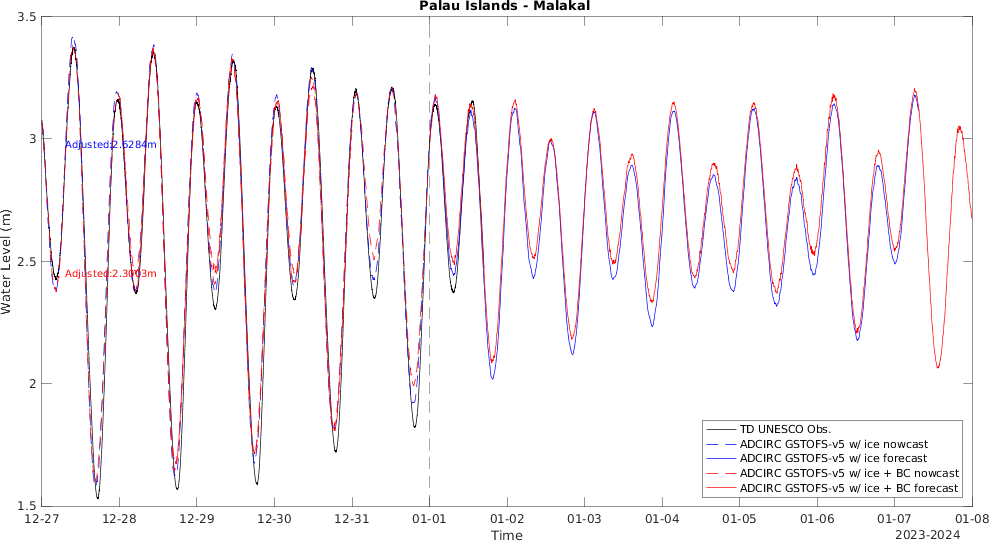 Palau Islands - Malakal
3.5
3
2.5
2
1.5
Water Level (m)
Adjusted:2.6284m
Adjusted:2.3003m
TD UNESCO Obs.
ADCIRC GSTOFS-v5 w/ ice nowcast
ADCIRC GSTOFS-v5 w/ ice forecast
ADCIRC GSTOFS-v5 w/ ice + BC nowcast
ADCIRC GSTOFS-v5 w/ ice + BC forecast
12-27 12-28 12-29 12-30 12-31 01-01 01-02 01-03 01-04 01-05 01-06 01-07 01-08
Time
2023-2024